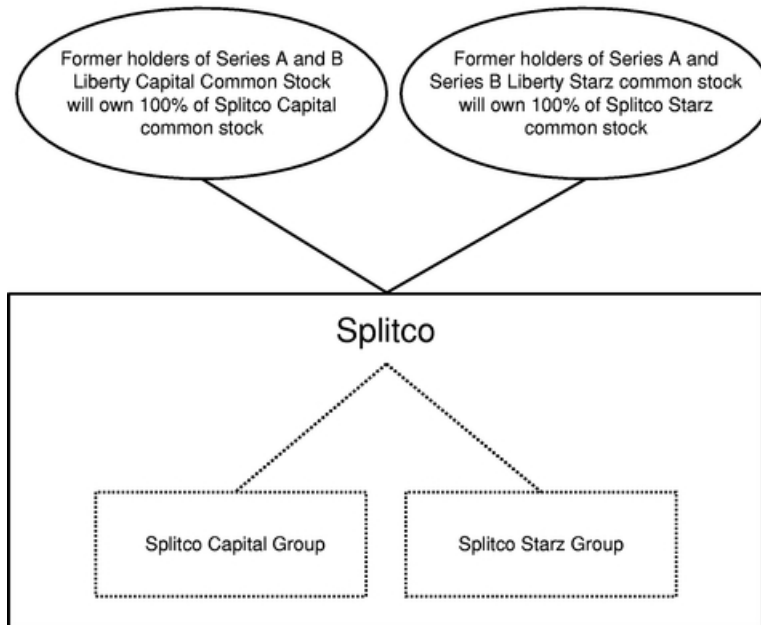 Former holders of Series A and B
Liberty Capital Common Stock
will own 100% of Splitco Capital
common stock
Former holders of Series A and
Series B Liberty Starz common stock
will own 100% of Splitco Starz
common stock
Splitco
Splitco Capital Group
Splitco Starz Group